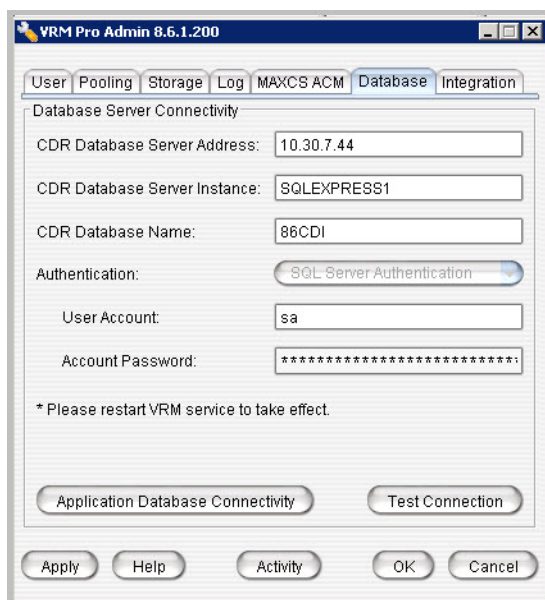 VRM Pro Admin 8.6.1.200
User Pooling Storage Log MAXCS ACM Database Integration
Database Server Connectivity
CDR Database Server Address: 10.30.7.44
CDR Database Server Instance: SQLEXPRESS1
CDR Database Name: 86CDI
Authentication: SQL Server Authentication
User Account: sa
Account Password: ****************************
* Please restart VRM service to take effect.
Application Database Connectivity Test Connection
Apply Help Activity OK Cancel